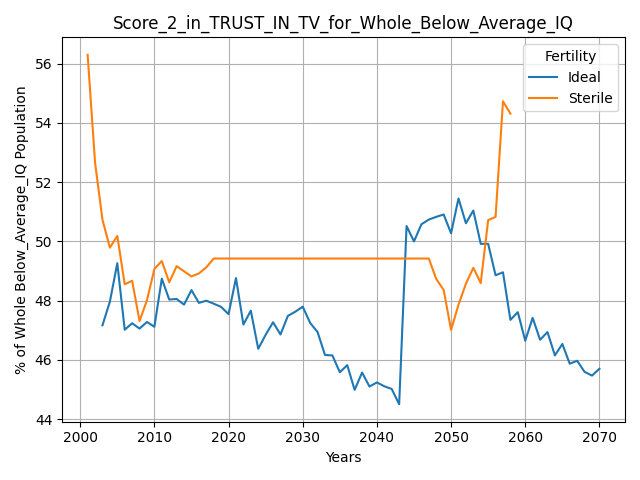 Score_2_in_TRUST_IN_TV_for_Whole_Below_Average_IQ
Fertility
Ideal
Sterile
% of Whole Below_Average_IQ Population
56
54
52
50
48
46
44
2000
2010
2020
2030
2040
2050
2060
2070
Years